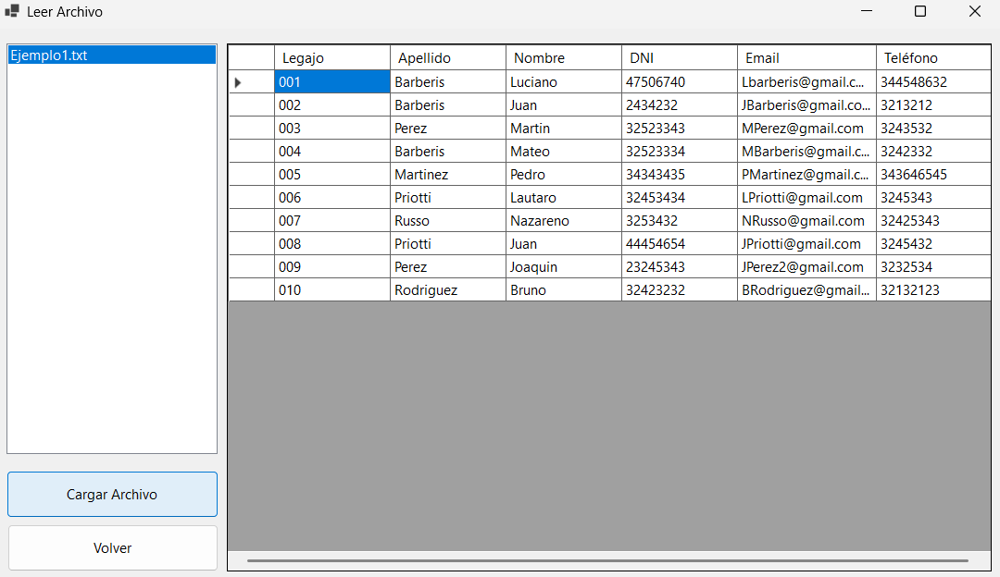 Leer Archivo
Ejemplo1.txt
Legajo Apellido Nombre DNI Email Teléfono
001 Barberis Luciano 47506740 Lbarberis@gmail.c... 344548632
002 Barberis Juan 2434232 JBarberis@gmail.co... 3213212
003 Perez Martin 32523343 MPerez@gmail.com 3243532
004 Barberis Mateo 32523334 MBarberis@gmail.c... 3242332
005 Martinez Pedro 34343435 PMartinez@gmail.c... 343646545
006 Priotti Lautaro 32453434 LPriotti@gmail.com 3245343
007 Russo Nazareno 3253432 NRusso@gmail.com 32425343
008 Priotti Juan 44454654 JPriotti@gmail.com 3245432
009 Perez Joaquin 23245343 JPerez2@gmail.com 3232534
010 Rodriguez Bruno 32423232 BRodriguez@gmail... 32132123
Cargar Archivo
Volver